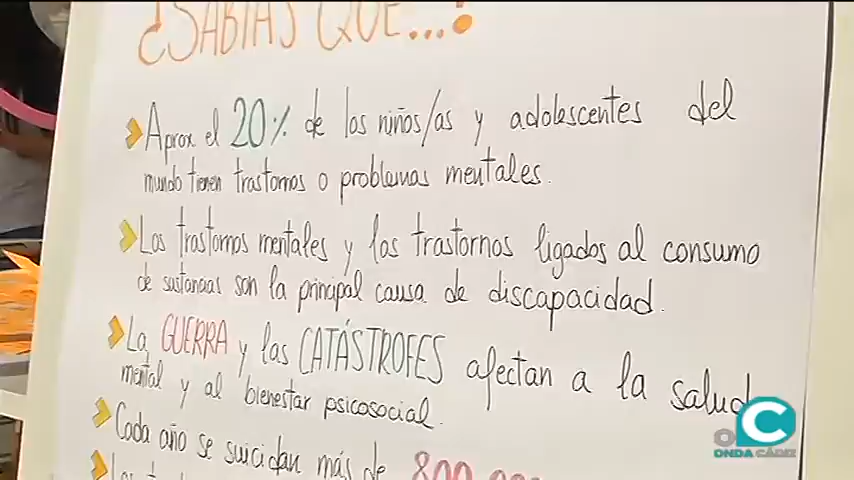 ¿SABÍAS QUE...?
Aprox el 20% de los niños/as y adolescentes del
mundo tienen trastornos o problemas mentales.
Los trastornos mentales y los trastornos ligados al consumo
de sustancias son la principal causa de discapacidad.
La GUERRA y las CATÁSTROFES afectan a la salud
mental y al bienestar psicosocial.
Cada año se suicidan más de 800.000
ONDA CÁDIZ